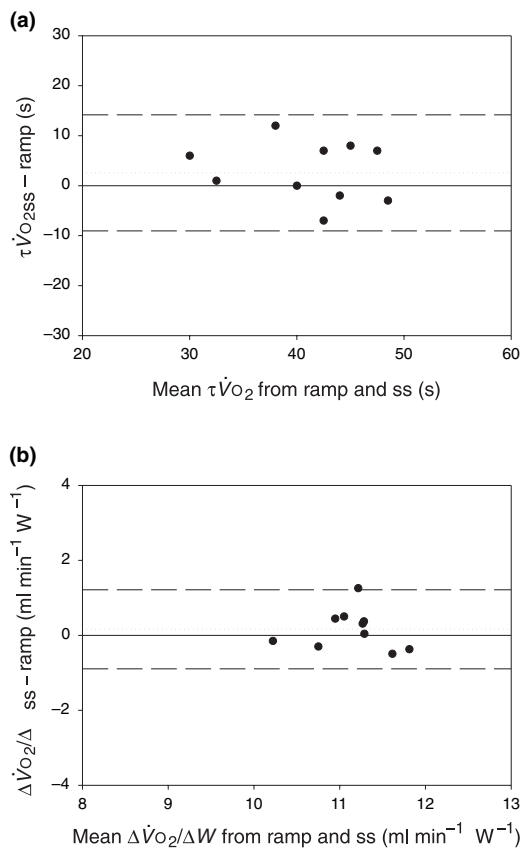 (a)
30
20
10
0
−10
−20
−30
τV̇O₂ss – ramp (s)
20 30 40 50 60
Mean τV̇O₂ from ramp and ss (s)
(b)
4
2
0
−2
−4
ΔV̇O₂/Δ ss – ramp (ml min⁻¹ W⁻¹)
8 9 10 11 12 13
Mean ΔV̇O₂/ΔW from ramp and ss (ml min⁻¹ W⁻¹)